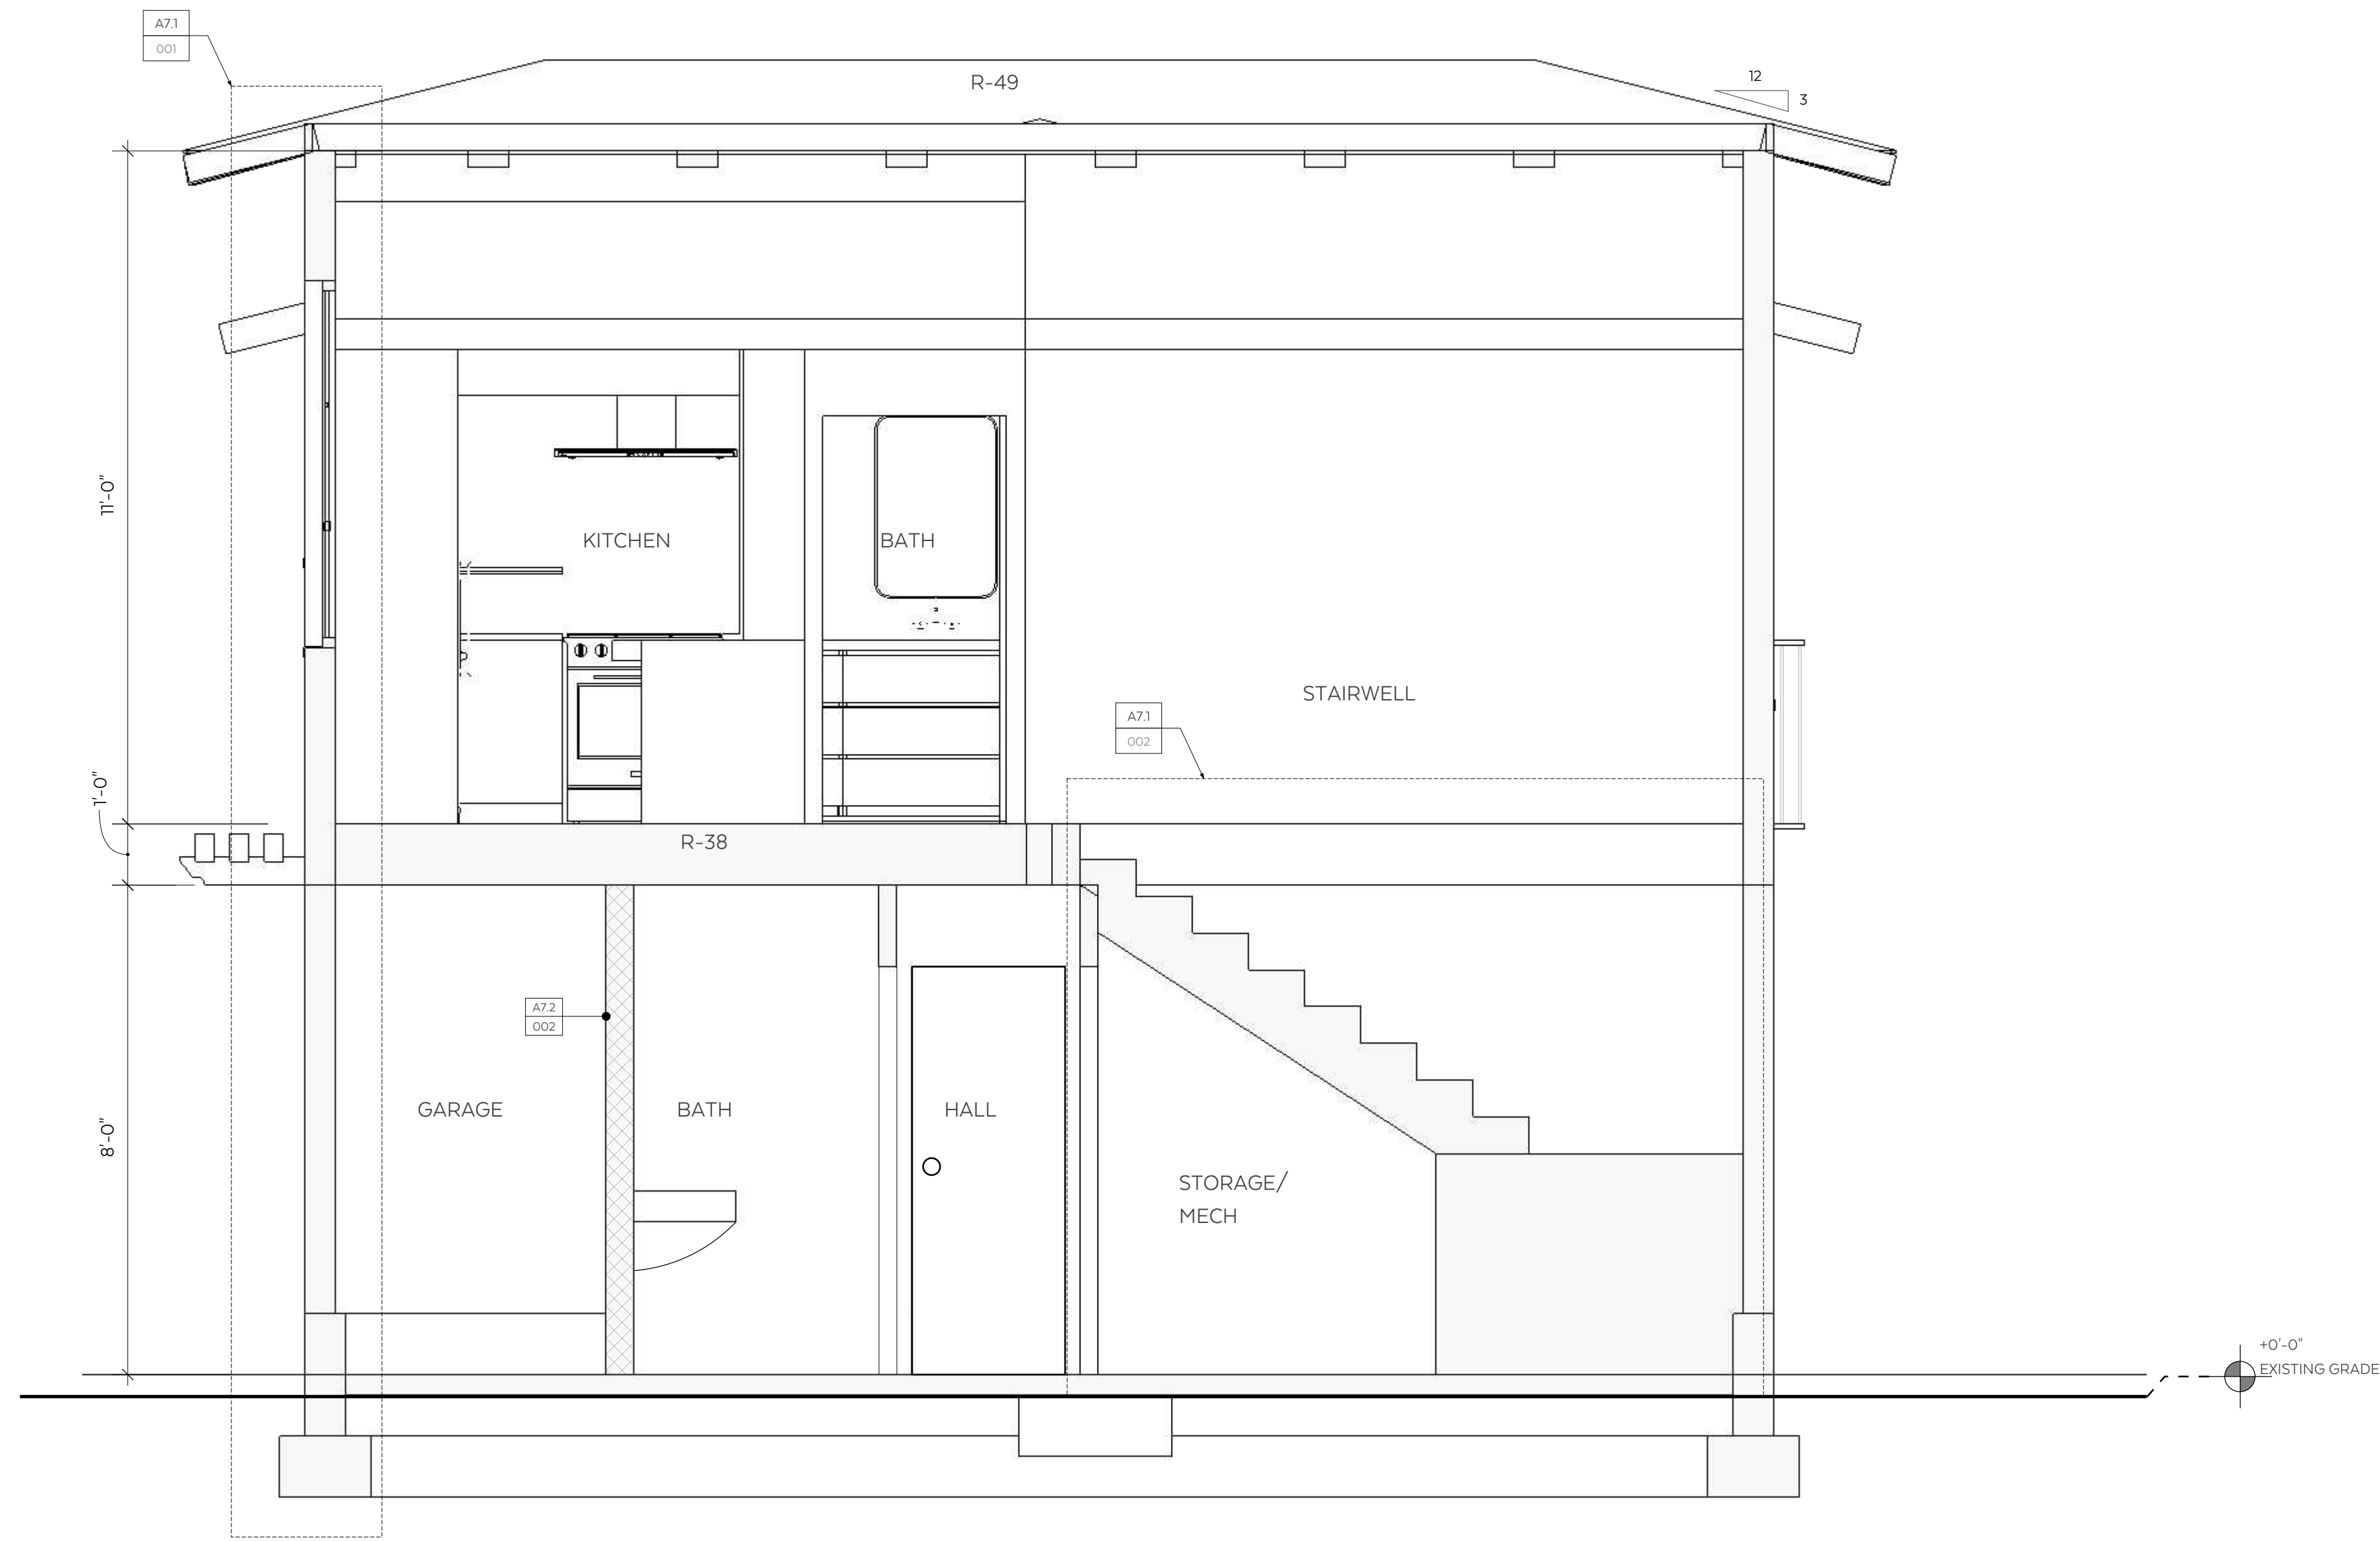 A7.1
001
R-49
12
3
11'-0"
KITCHEN
BATH
STAIRWELL
A7.1
002
1'-0"
R-38
A7.2
002
GARAGE
BATH
HALL
8'-0"
STORAGE/
MECH
+0'-0"
EXISTING GRADE